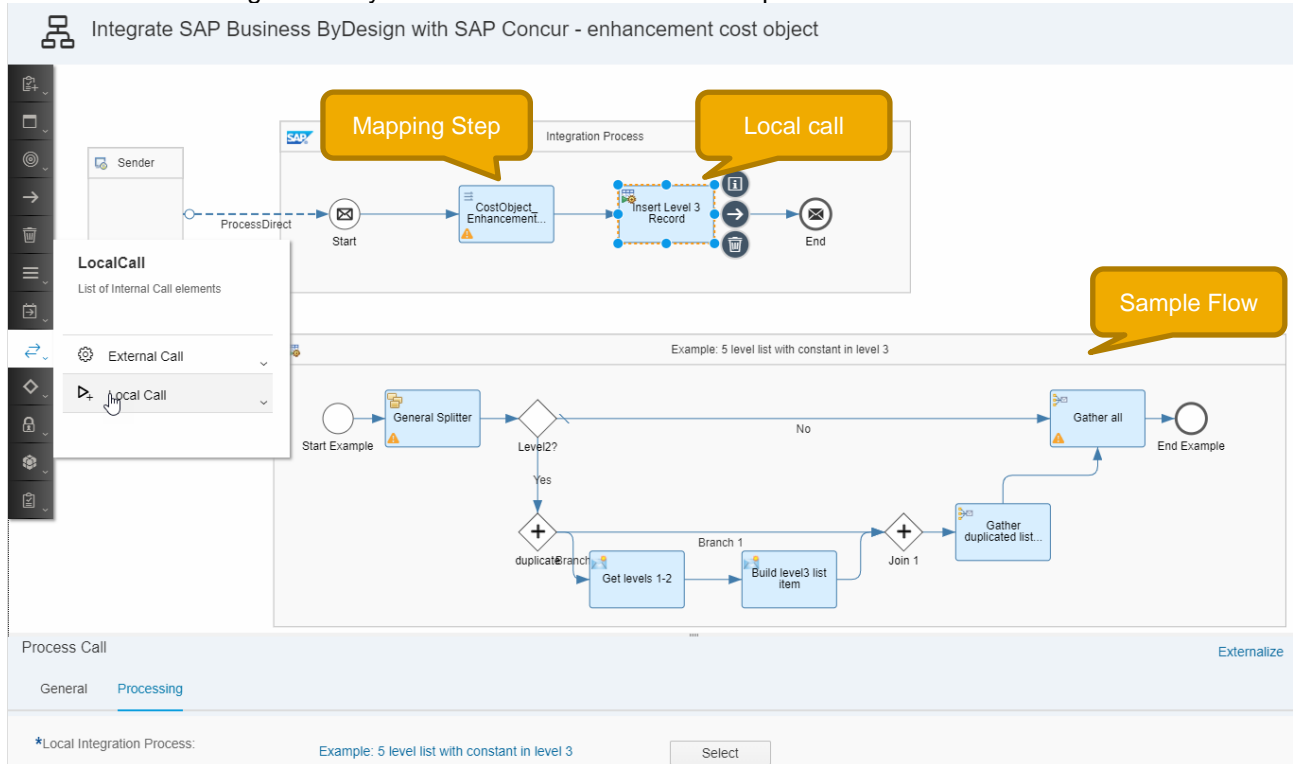 Integrate SAP Business ByDesign with SAP Concur - enhancement cost object
Mapping Step
Local call
SAP
Integration Process
Sender
CostObject_
Enhancement...
Insert Level 3
Record
ProcessDirect
Start
End
LocalCall
List of Internal Call elements
External Call
Local Call
Sample Flow
Example: 5 level list with constant in level 3
General Splitter
Gather all
No
Start Example
Level2?
End Example
Yes
Gather
duplicated list...
Branch 1
duplicate
Branch
Join 1
Get levels 1-2
Build level3 list
item
Process Call
Externalize
General
Processing
*Local Integration Process:
Example: 5 level list with constant in level 3
Select